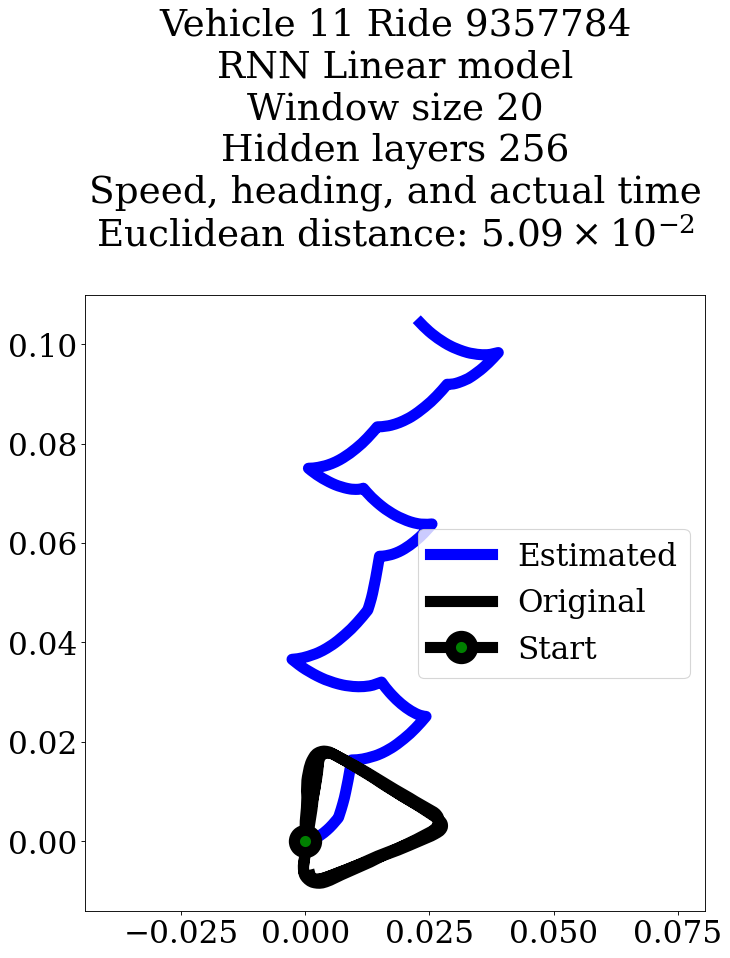 Vehicle 11 Ride 9357784
RNN Linear model
Window size 20
Hidden layers 256
Speed, heading, and actual time
Euclidean distance: 5.09 × 10⁻²
0.10
0.08
0.06
0.04
0.02
0.00
Estimated
Original
Start
−0.025 0.000 0.025 0.050 0.075